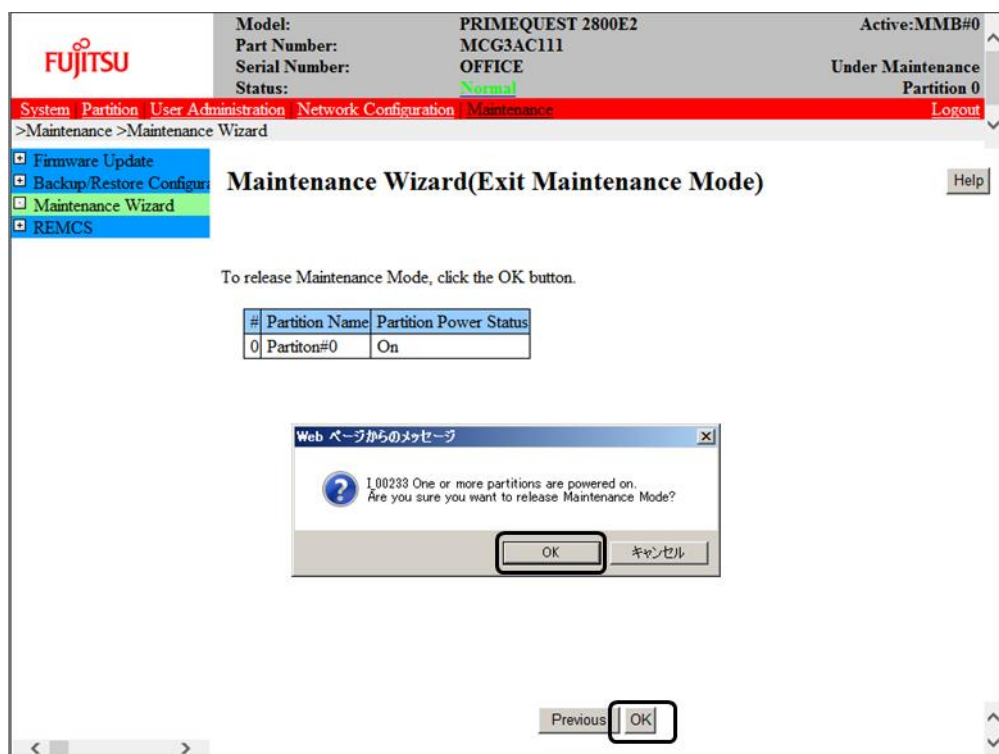 FUJITSU
Model: PRIMEQUEST 2800E2 Active:MMB#0
Part Number: MCG3AC111
Serial Number: OFFICE Under Maintenance
Status: Normal Partition 0
System | Partition | User Administration | Network Configuration | Maintenance Logout
>Maintenance >Maintenance Wizard
Firmware Update
Backup/Restore Configura
Maintenance Wizard
REMCS
Maintenance Wizard(Exit Maintenance Mode)
Help
To release Maintenance Mode, click the OK button.
# Partition Name Partition Power Status
0 Partiton#0 On
Web ページからのメッセージ
I_00233 One or more partitions are powered on.
Are you sure you want to release Maintenance Mode?
OK キャンセル
Previous OK